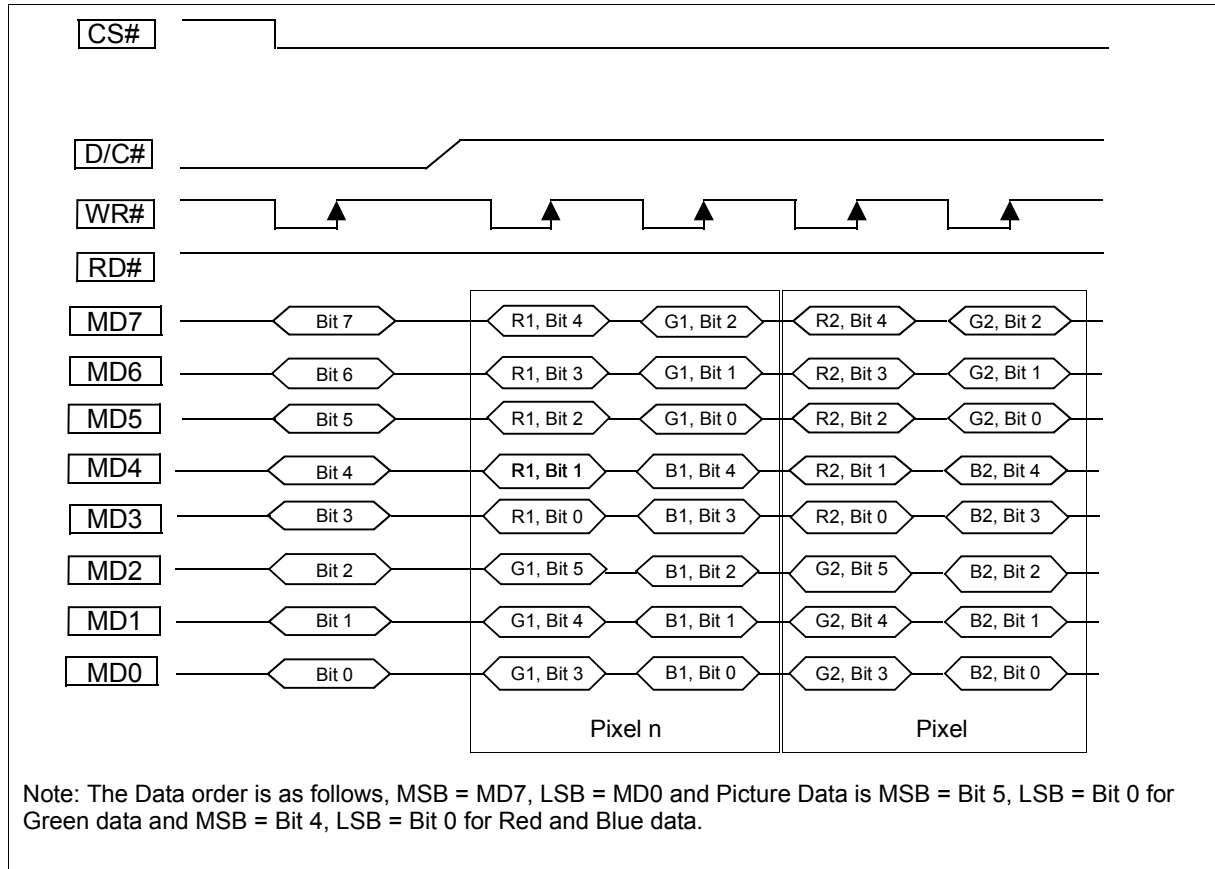 CS#
D/C#
WR#
RD#
MD7 Bit 7 R1, Bit 4 G1, Bit 2 R2, Bit 4 G2, Bit 2
MD6 Bit 6 R1, Bit 3 G1, Bit 1 R2, Bit 3 G2, Bit 1
MD5 Bit 5 R1, Bit 2 G1, Bit 0 R2, Bit 2 G2, Bit 0
MD4 Bit 4 R1, Bit 1 B1, Bit 4 R2, Bit 1 B2, Bit 4
MD3 Bit 3 R1, Bit 0 B1, Bit 3 R2, Bit 0 B2, Bit 3
MD2 Bit 2 G1, Bit 5 B1, Bit 2 G2, Bit 5 B2, Bit 2
MD1 Bit 1 G1, Bit 4 B1, Bit 1 G2, Bit 4 B2, Bit 1
MD0 Bit 0 G1, Bit 3 B1, Bit 0 G2, Bit 3 B2, Bit 0
Pixel n Pixel
Note: The Data order is as follows, MSB = MD7, LSB = MD0 and Picture Data is MSB = Bit 5, LSB = Bit 0 for
Green data and MSB = Bit 4, LSB = Bit 0 for Red and Blue data.